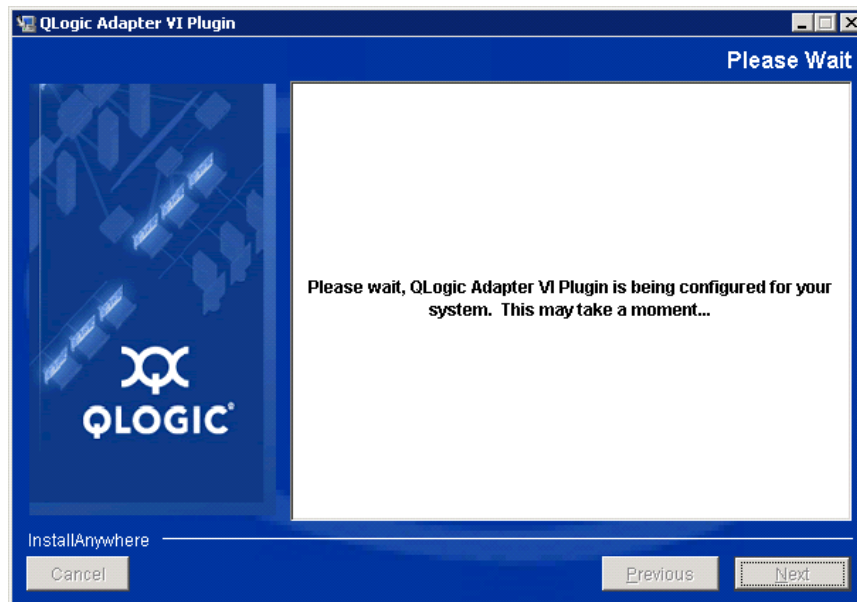 QLogic Adapter VI Plugin
Please Wait
Please wait, QLogic Adapter VI Plugin is being configured for your
system. This may take a moment...
QLOGIC
InstallAnywhere
Cancel
Previous
Next